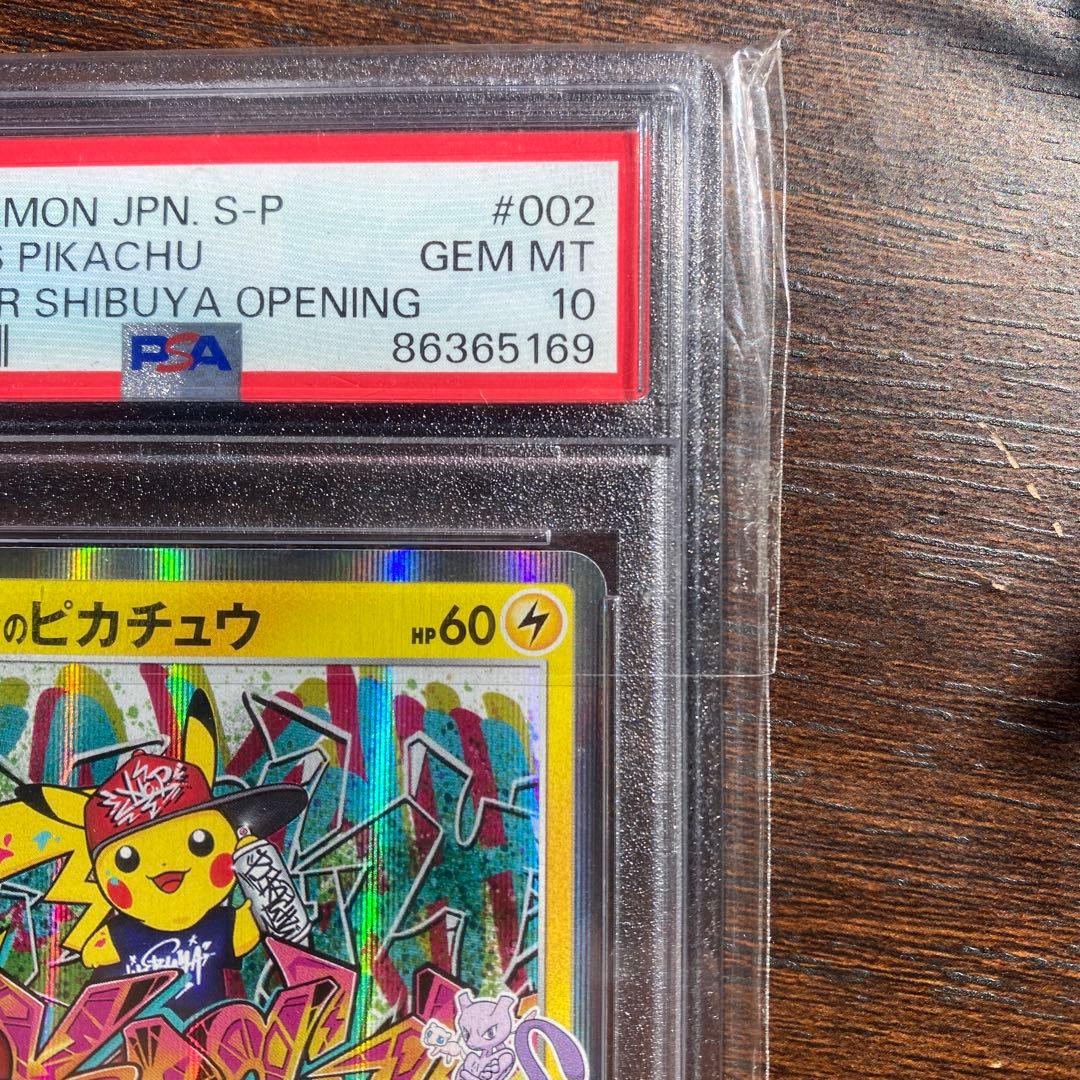 MON JPN. S-P #002
S PIKACHU GEM MT
R SHIBUYA OPENING 10
PSA 86365169
のピカチュウ HP60